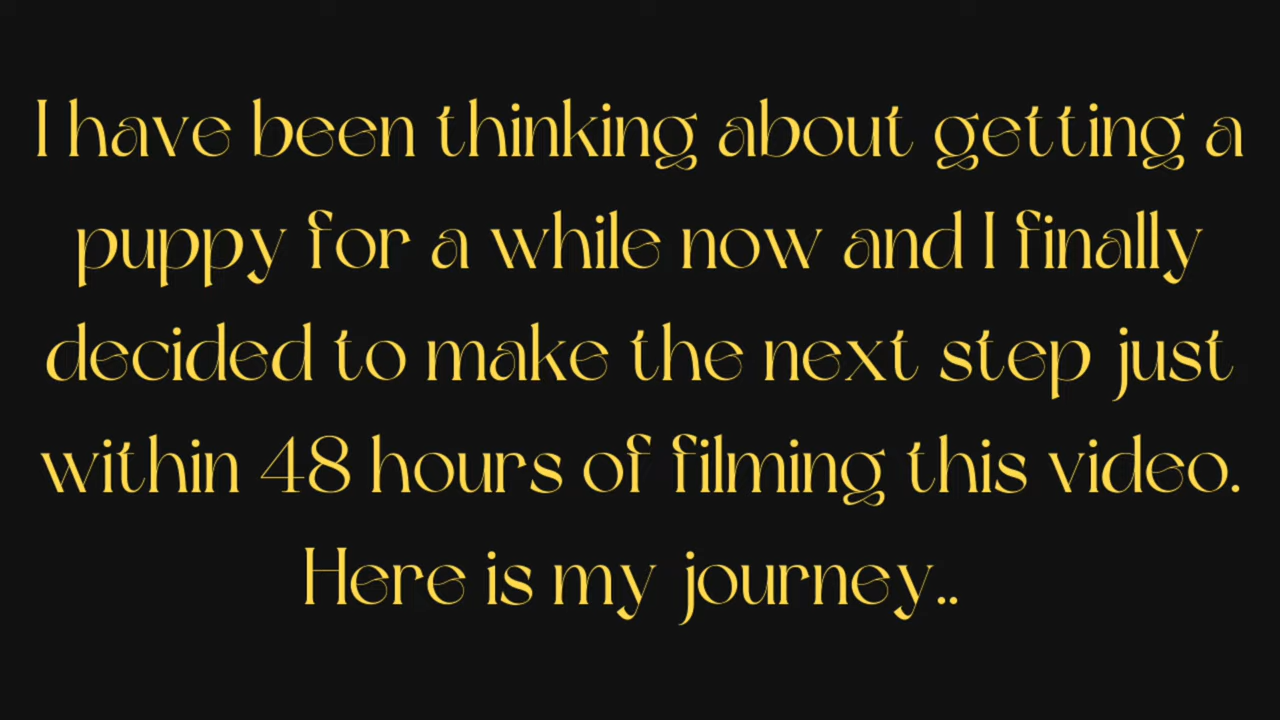 I have been thinking about getting a
puppy for a while now and I finally
decided to make the next step just
within 48 hours of filming this video.
Here is my journey..